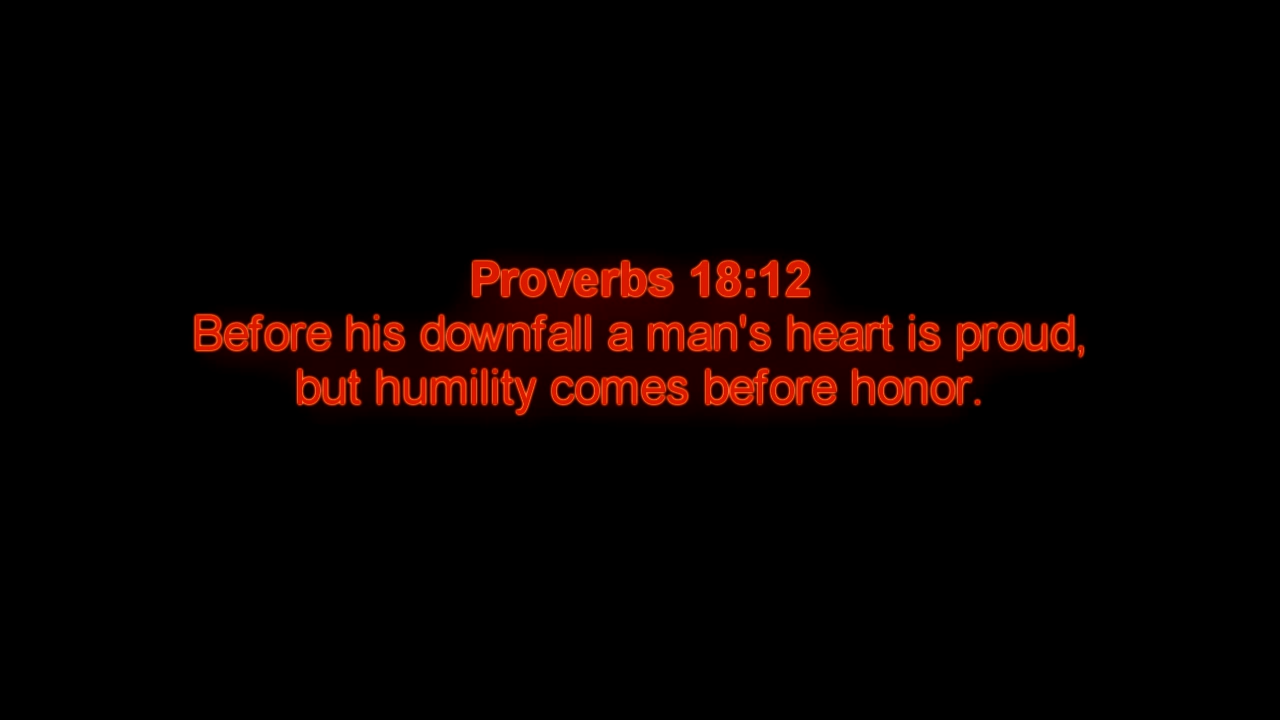 Proverbs 18:12
Before his downfall a man's heart is proud,
but humility comes before honor.